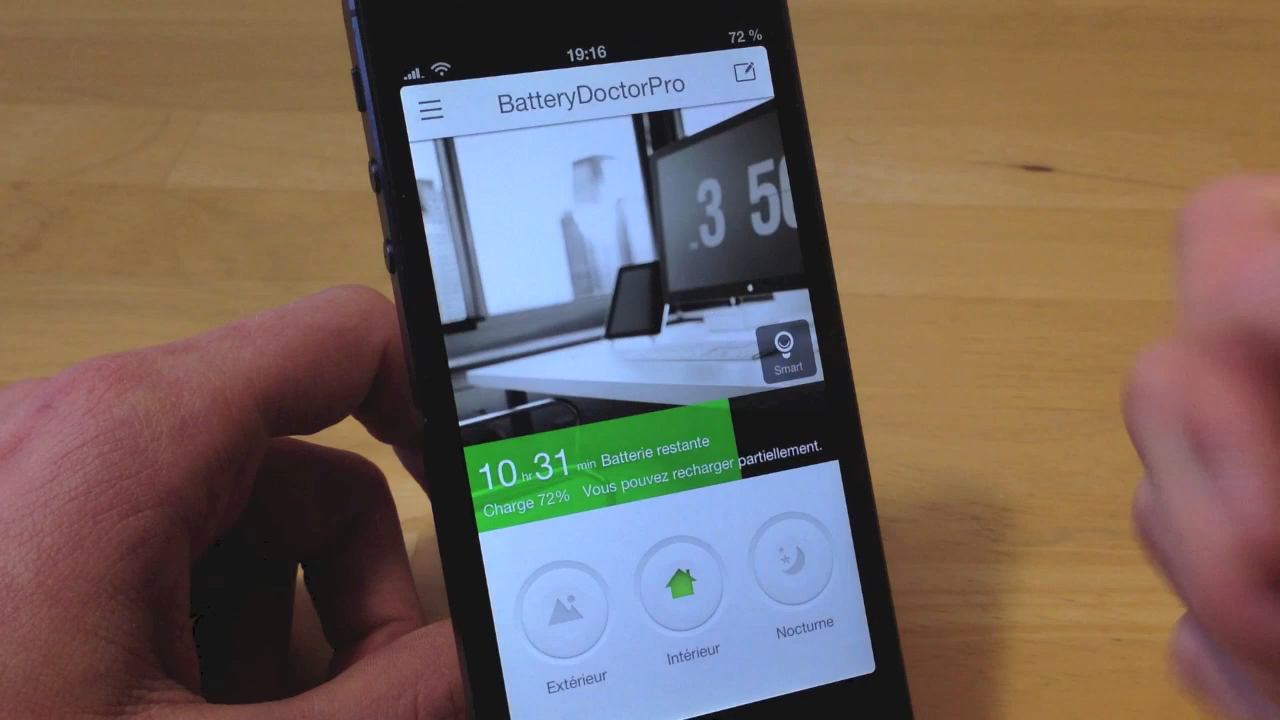 19:16
72 %
BatteryDoctorPro
3 50
Smart
10 hr 31 min Batterie restante
Charge 72% Vous pouvez recharger partiellement.
Extérieur
Intérieur
Nocturne